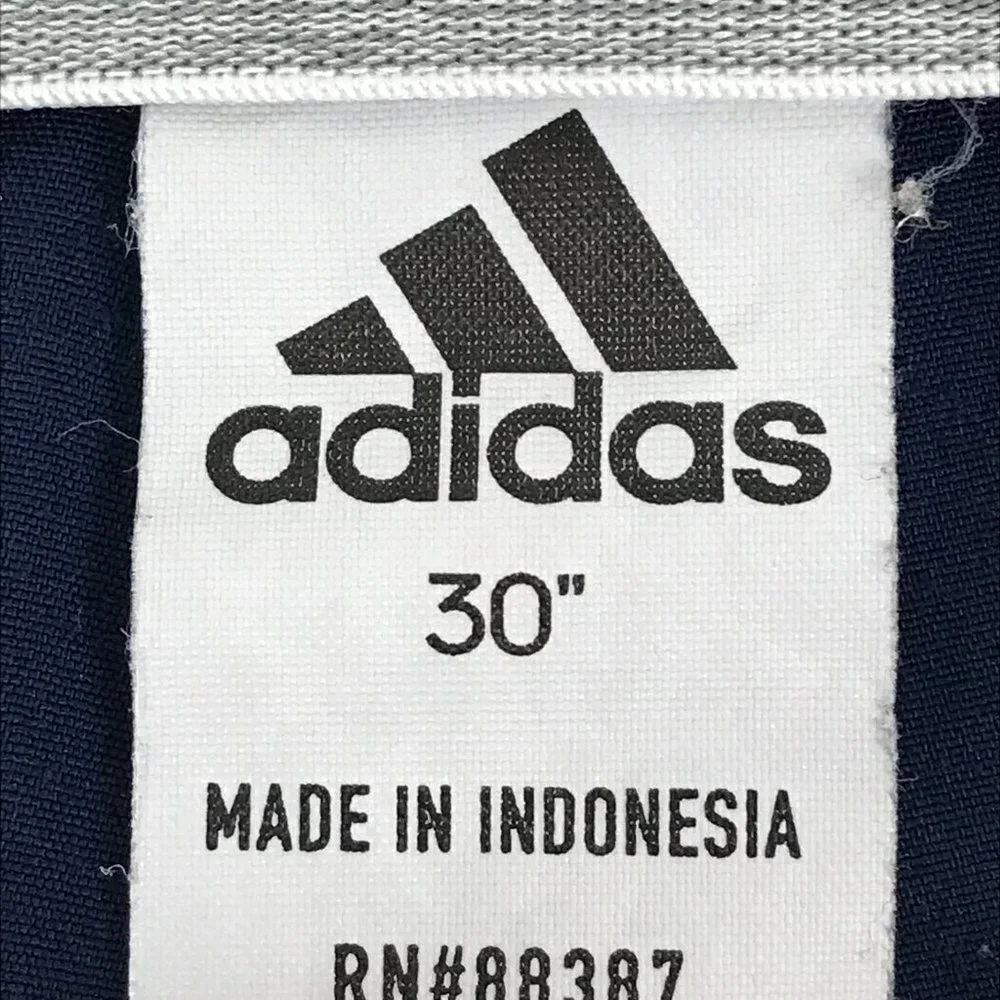 adidas
30"
MADE IN INDONESIA
RN#88387